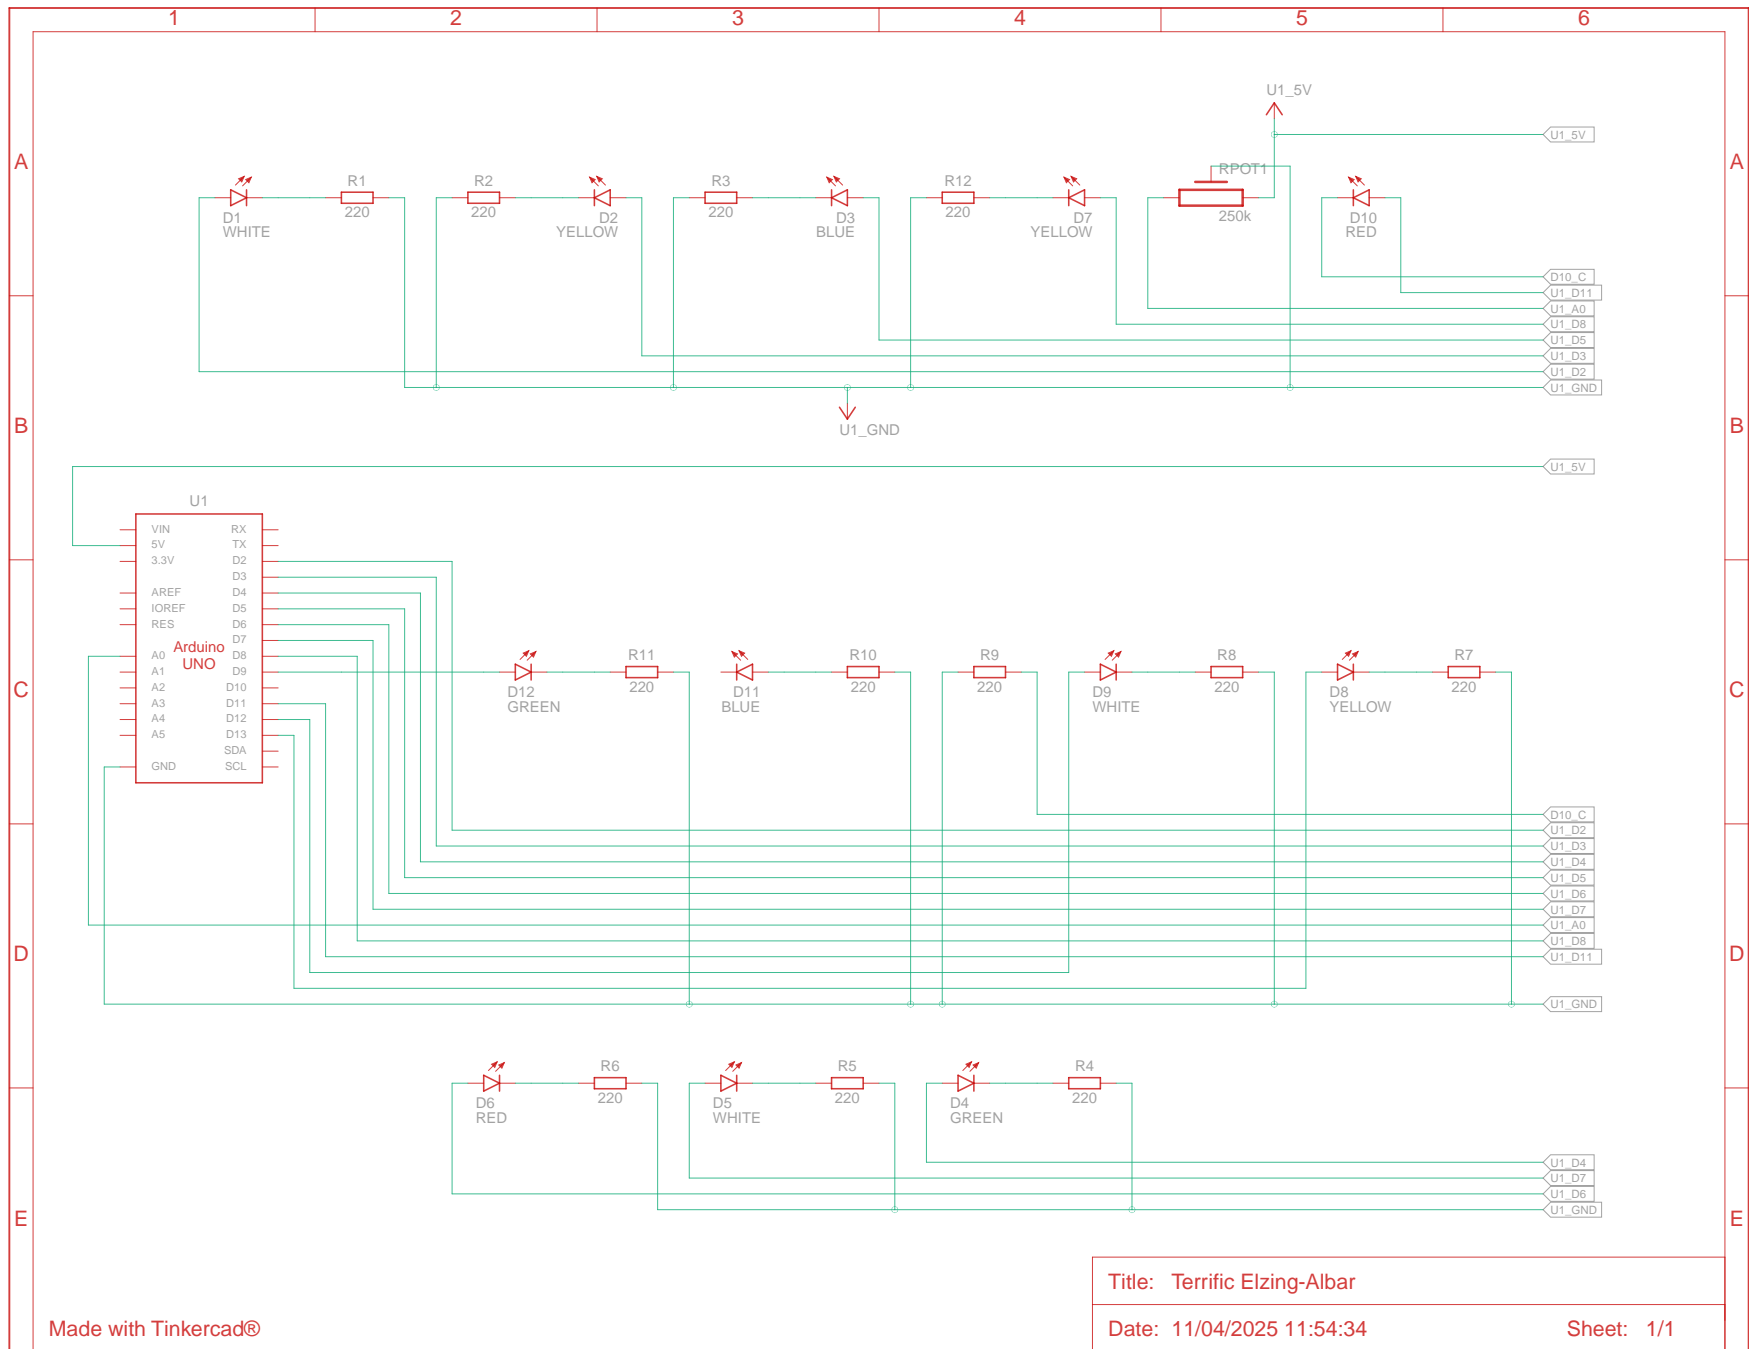 1 2 3 4 5 6
U1_5V
U1_5V
A A
RPOT1
R1 R2 R3 R12
220 220 220 220 250k
D1 D2 D3 D7 D10
WHITE YELLOW BLUE YELLOW RED
D10_C
U1_D11
U1_A0
U1_D8
U1_D5
U1_D3
U1_D2
U1_GND
B B
U1_GND
U1_5V
U1
VIN RX
5V TX
3.3V D2
D3
AREF D4
IOREF D5
RES D6
D7
Arduino
UNO
A0 D8
A1 D9
A2 D10
A3 D11
A4 D12
A5 D13
SDA
GND SCL
R11 R10 R9 R8 R7
220 220 220 220 220
C C
D12 D11 D9 D8
GREEN BLUE WHITE YELLOW
D10_C
U1_D2
U1_D3
U1_D4
U1_D5
U1_D6
U1_D7
U1_A0
U1_D8
U1_D11
D D
U1_GND
R6 R5 R4
220 220 220
D6 D5 D4
RED WHITE GREEN
U1_D4
U1_D7
U1_D6
U1_GND
E E
Title: Terrific Elzing-Albar
Made with Tinkercad®
Date: 11/04/2025 11:54:34 Sheet: 1/1